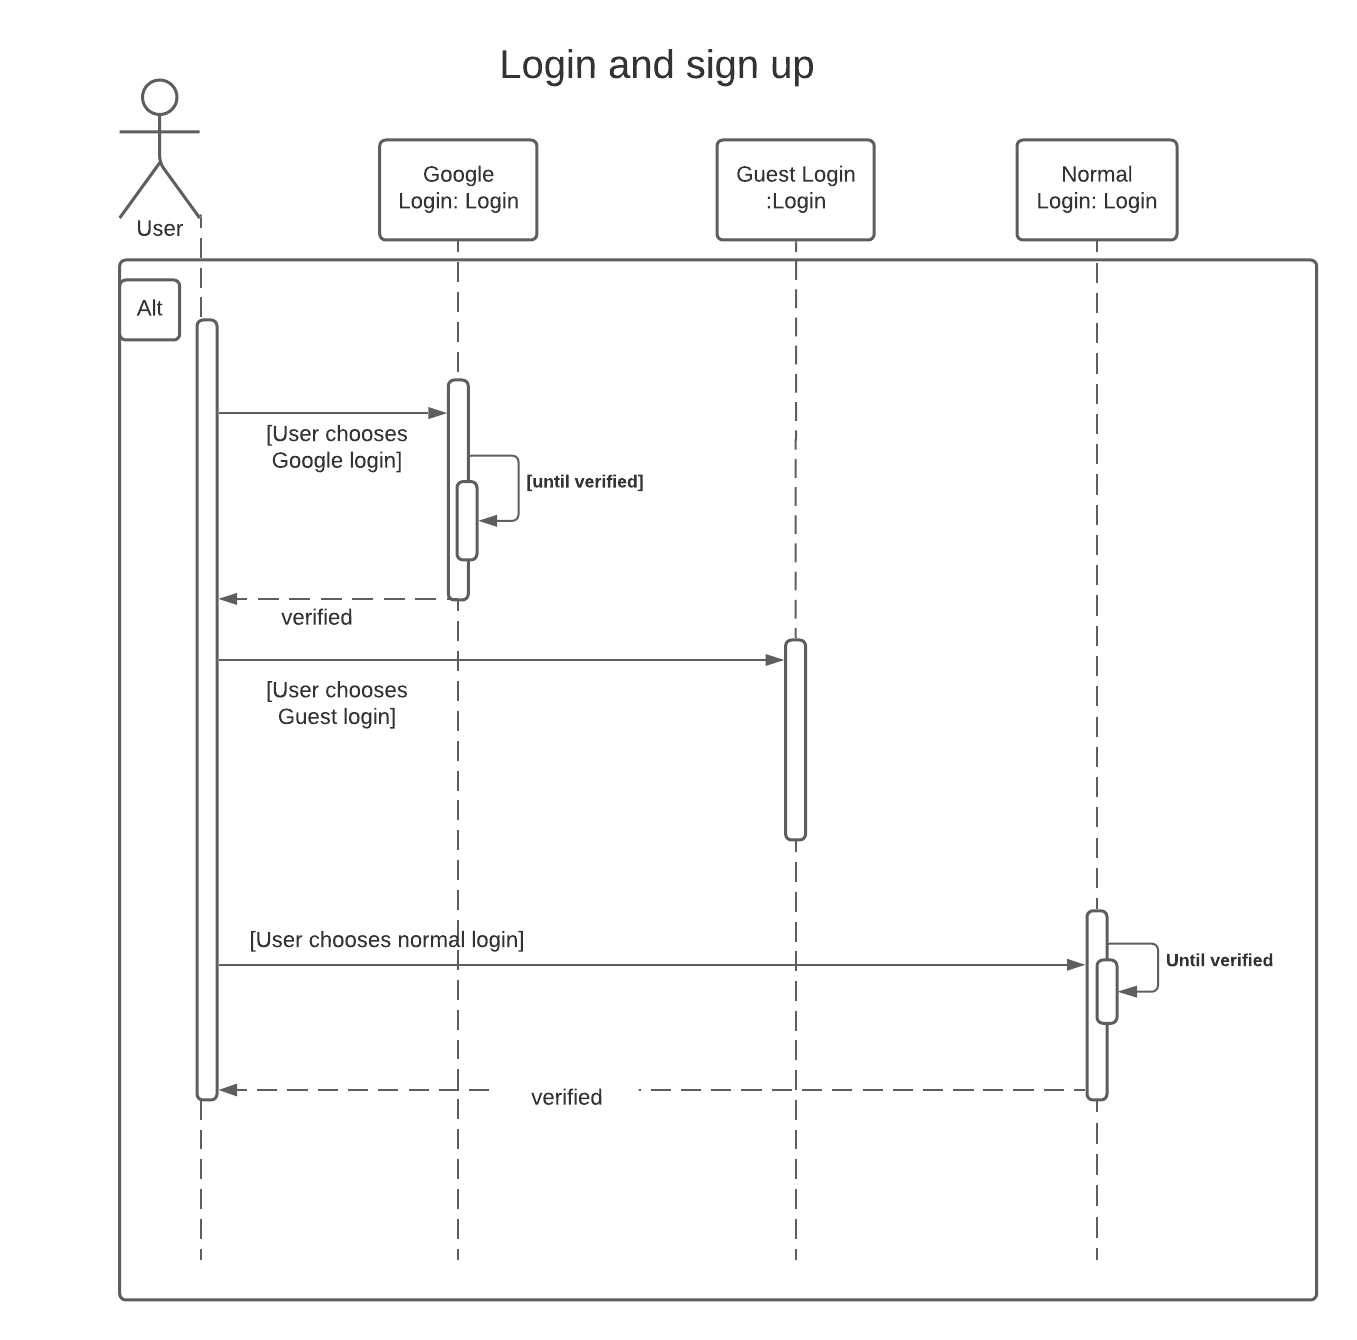 Login and sign up
User
Google
Login: Login
Guest Login
:Login
Normal
Login: Login
Alt
[User chooses
Google login]
[until verified]
verified
[User chooses
Guest login]
[User chooses normal login]
Until verified
verified